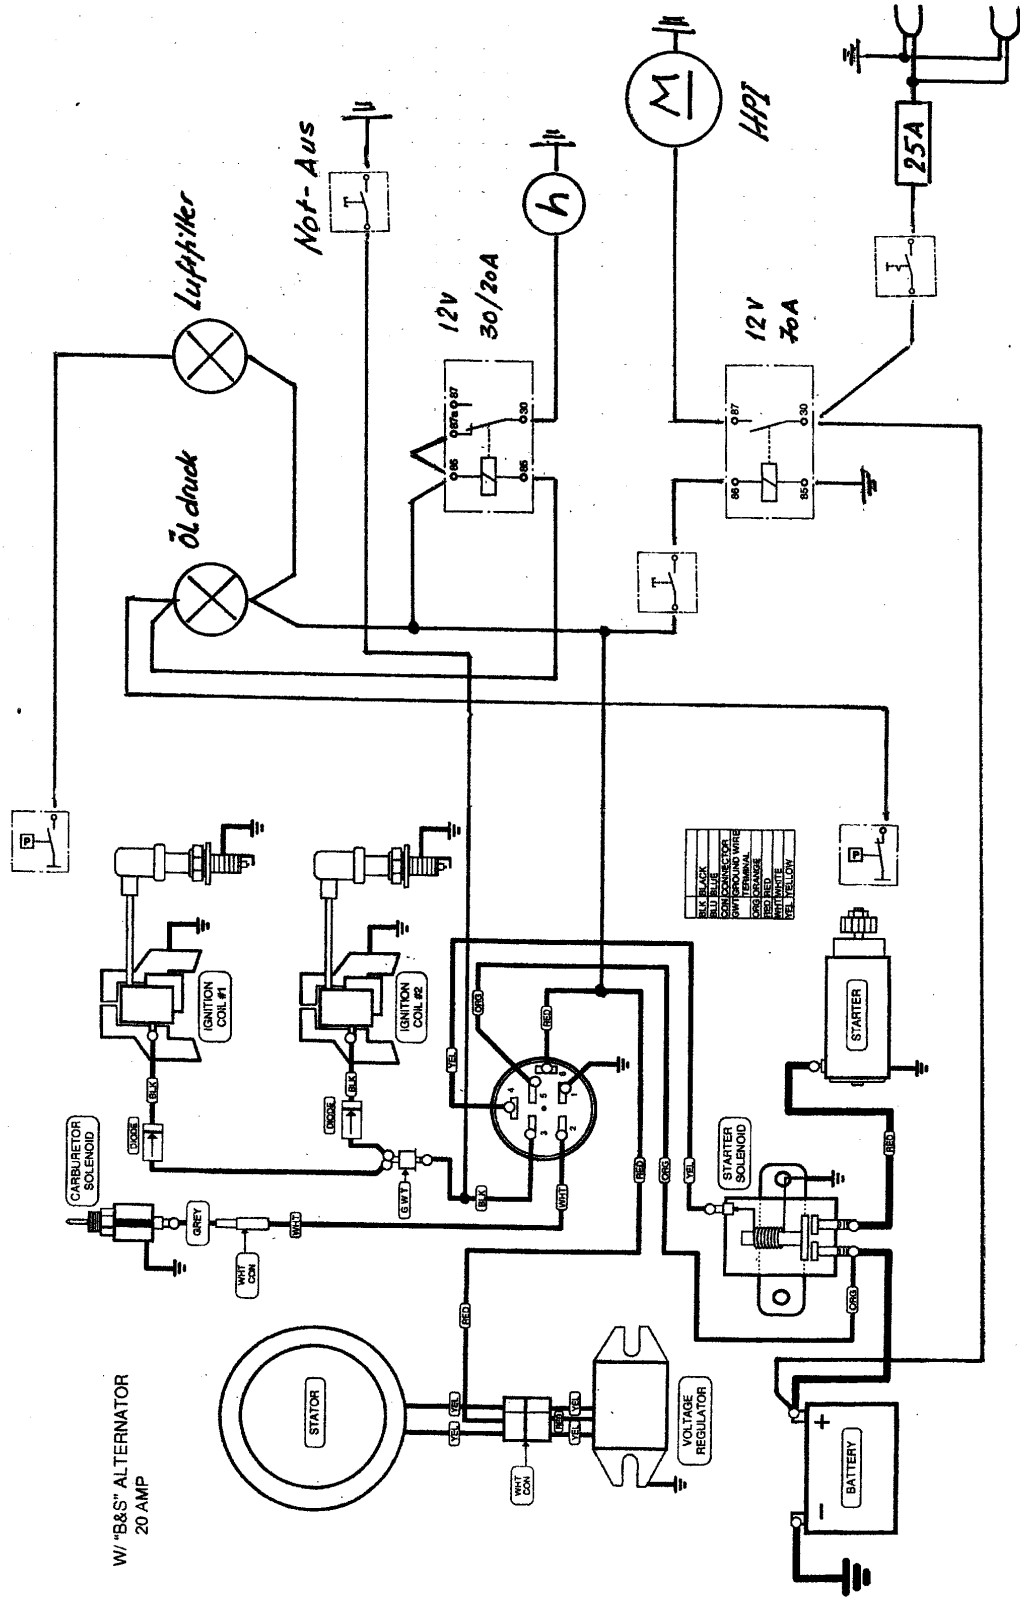 W/ "B&S" ALTERNATOR
20 AMP
CARBURETOR
SOLENOID
GREY
WHT
CON
WHT
DIODE
BLK
IGNITION
COIL #1
DIODE
BLK
IGNITION
COIL #2
GWT
BLK
WHT
STATOR
YEL
YEL
RED
WHT
CON
YEL
RED
YEL
VOLTAGE
REGULATOR
BATTERY
+
−
YEL
ORG
RED
1
2
3
4
5
6
RED
ORG
YEL
STARTER
SOLENOID
ORG
RED
STARTER
BLK BLACK
BLU BLUE
CON CONNECTOR
GWT GROUND WIRE
TERMINAL
ORG ORANGE
RED RED
WHT WHITE
YEL YELLOW
P
P
Öldruck
Luftfilter
Not-Aus
12V
30/20A
86
87a
87
85
30
h
M
HPI
12V
70A
86
87
85
30
25A